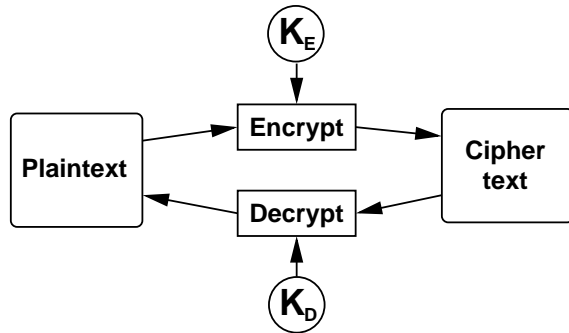 K_E
Encrypt
Plaintext
Cipher
text
Decrypt
K_D